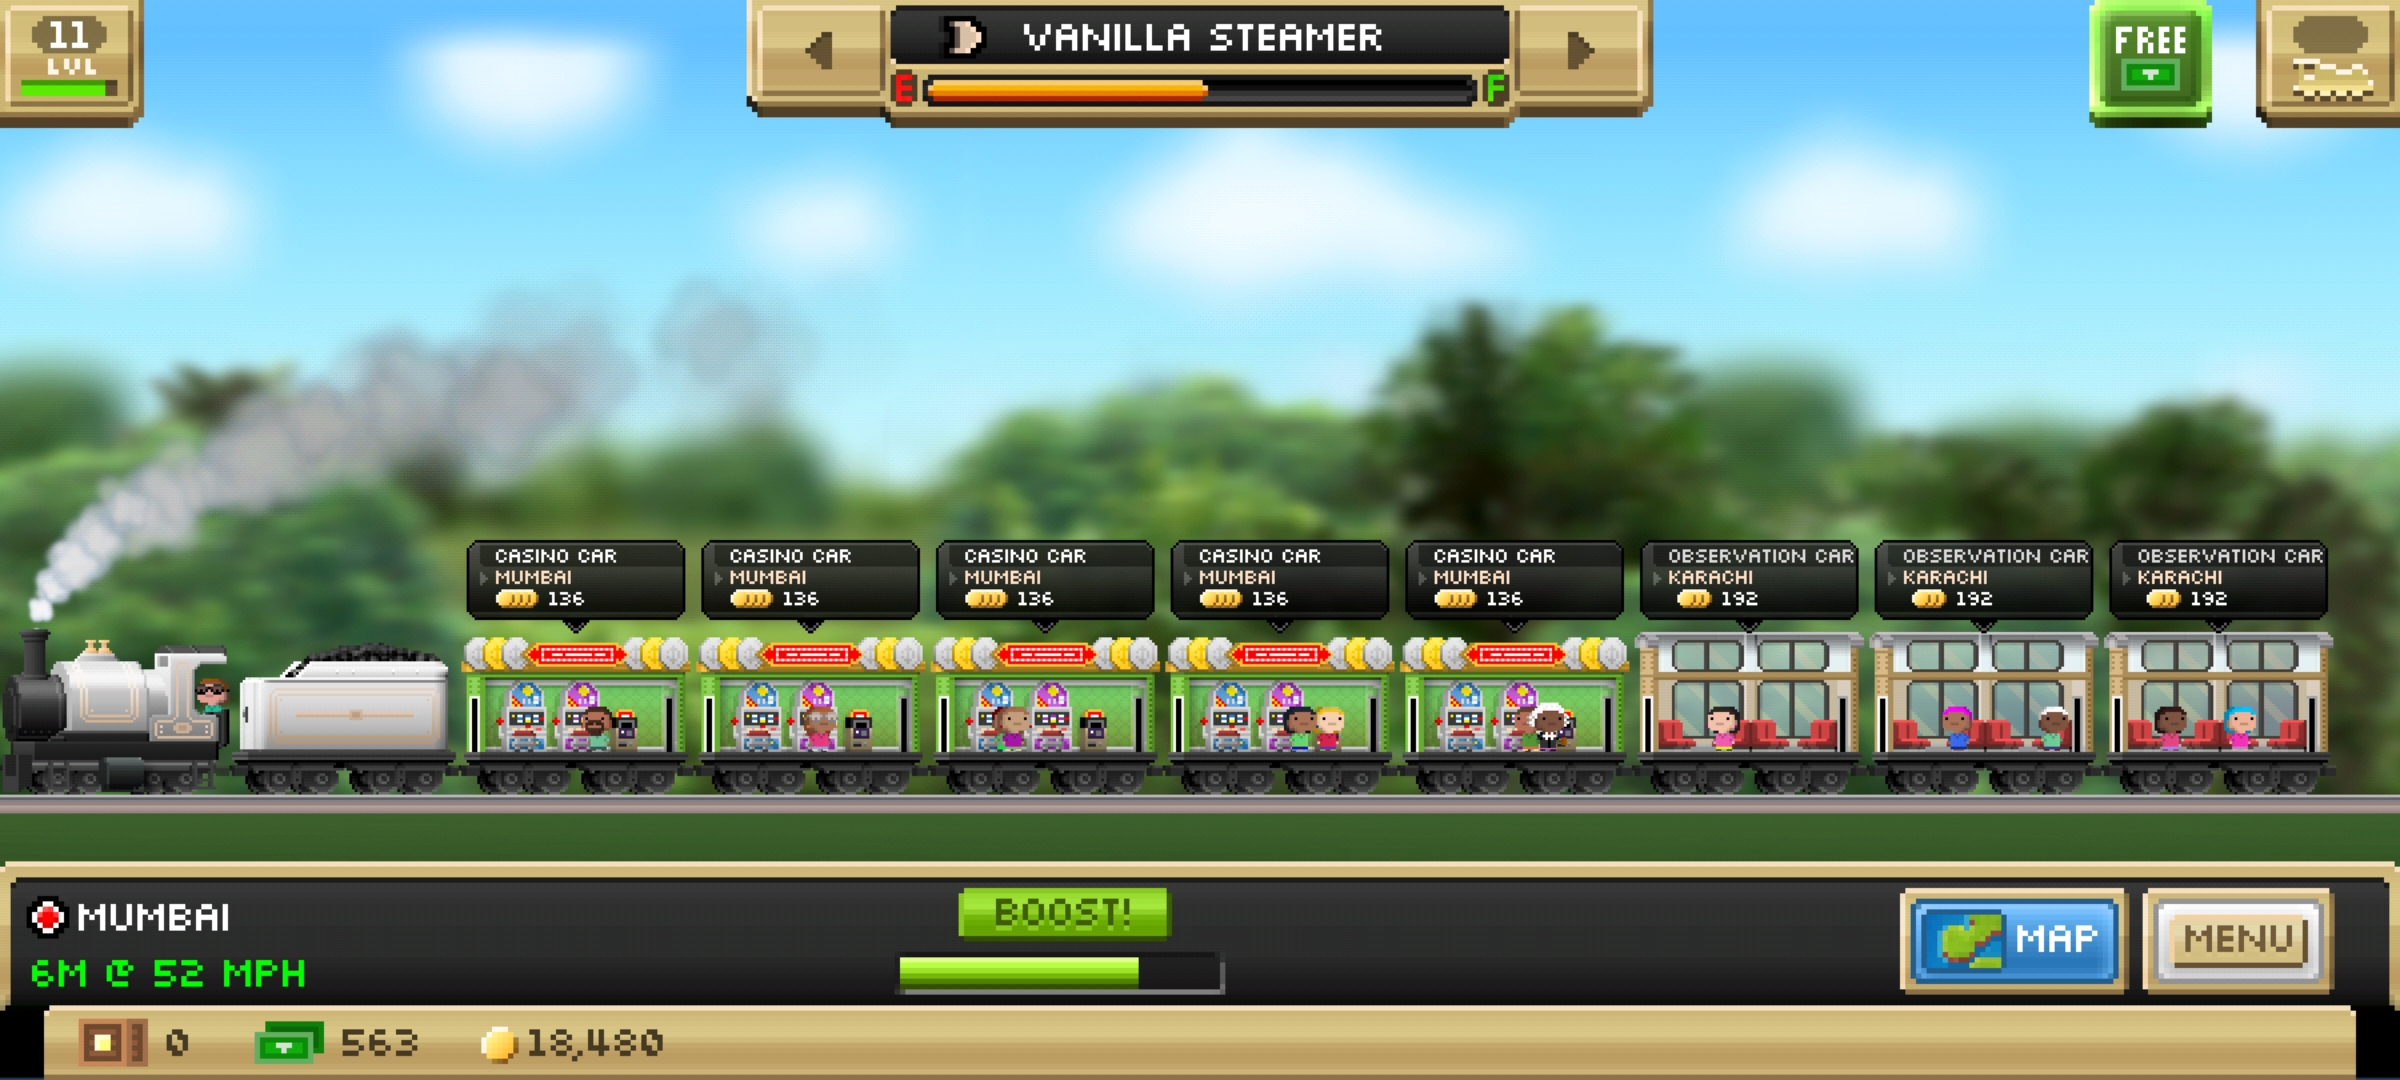 11
LVL
VANILLA STEAMER
E F
FREE
CASINO CAR
MUMBAI
136
CASINO CAR
MUMBAI
136
CASINO CAR
MUMBAI
136
CASINO CAR
MUMBAI
136
CASINO CAR
MUMBAI
136
OBSERVATION CAR
KARACHI
192
OBSERVATION CAR
KARACHI
192
OBSERVATION CAR
KARACHI
192
MUMBAI
6M @ 52 MPH
BOOST!
MAP
MENU
0
563
18,480